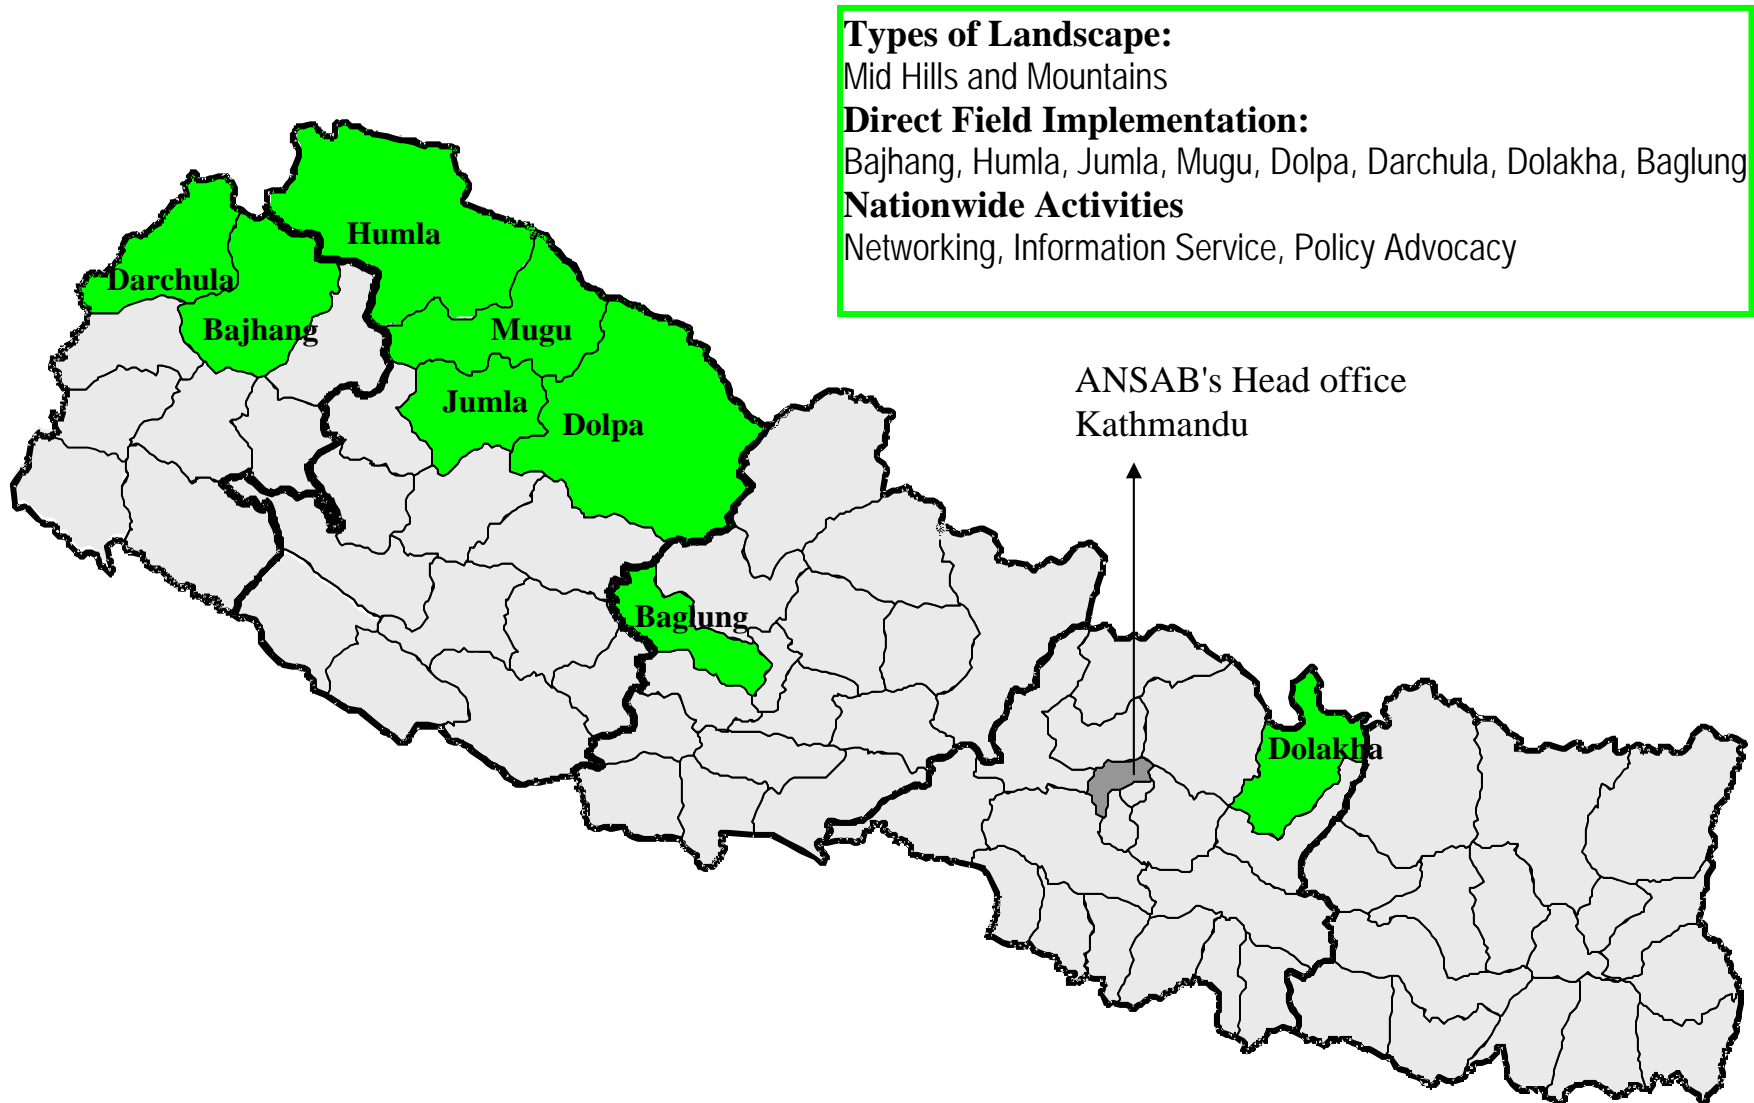 Types of Landscape:
Mid Hills and Mountains
Direct Field Implementation:
Bajhang, Humla, Jumla, Mugu, Dolpa, Darchula, Dolakha, Baglung
Nationwide Activities
Networking, Information Service, Policy Advocacy
Humla
Darchula
Bajhang
Mugu
Jumla
Dolpa
ANSAB's Head office
Kathmandu
Baglung
Dolakha